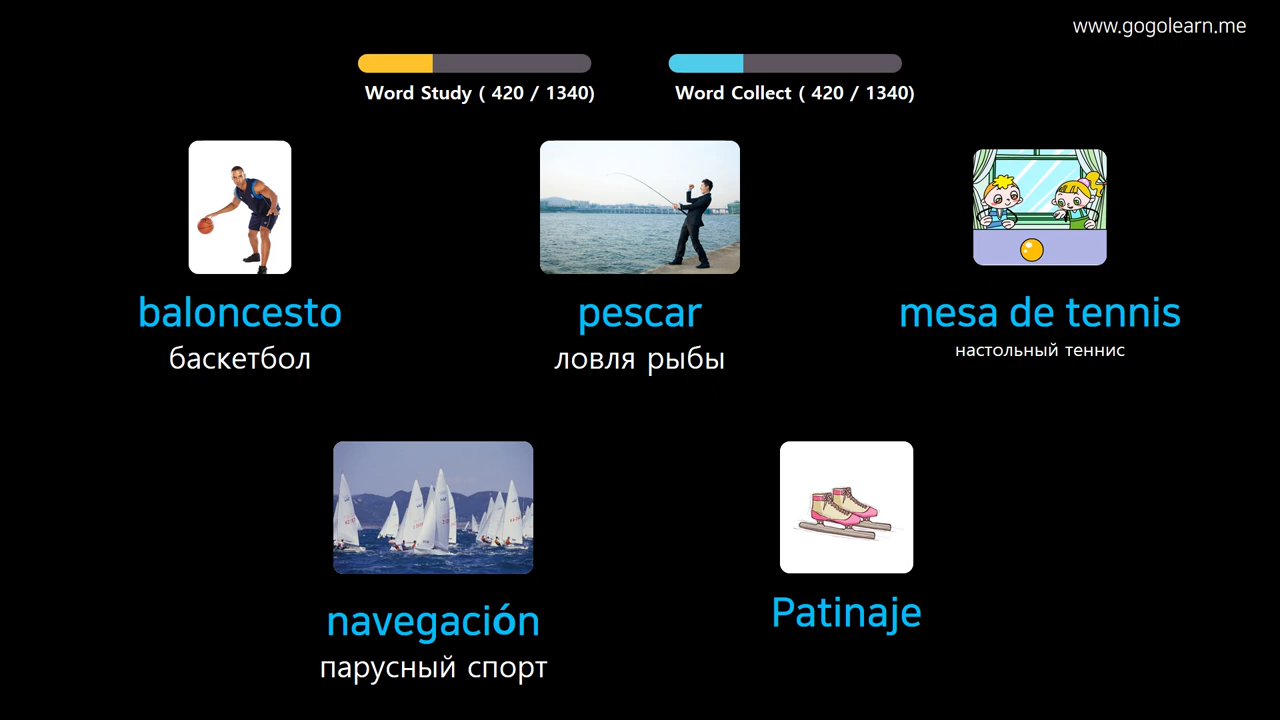 www.gogolearn.me
Word Study ( 420 / 1340)
Word Collect ( 420 / 1340)
baloncesto
баскетбол
pescar
ловля рыбы
mesa de tennis
настольный теннис
navegación
парусный спорт
Patinaje